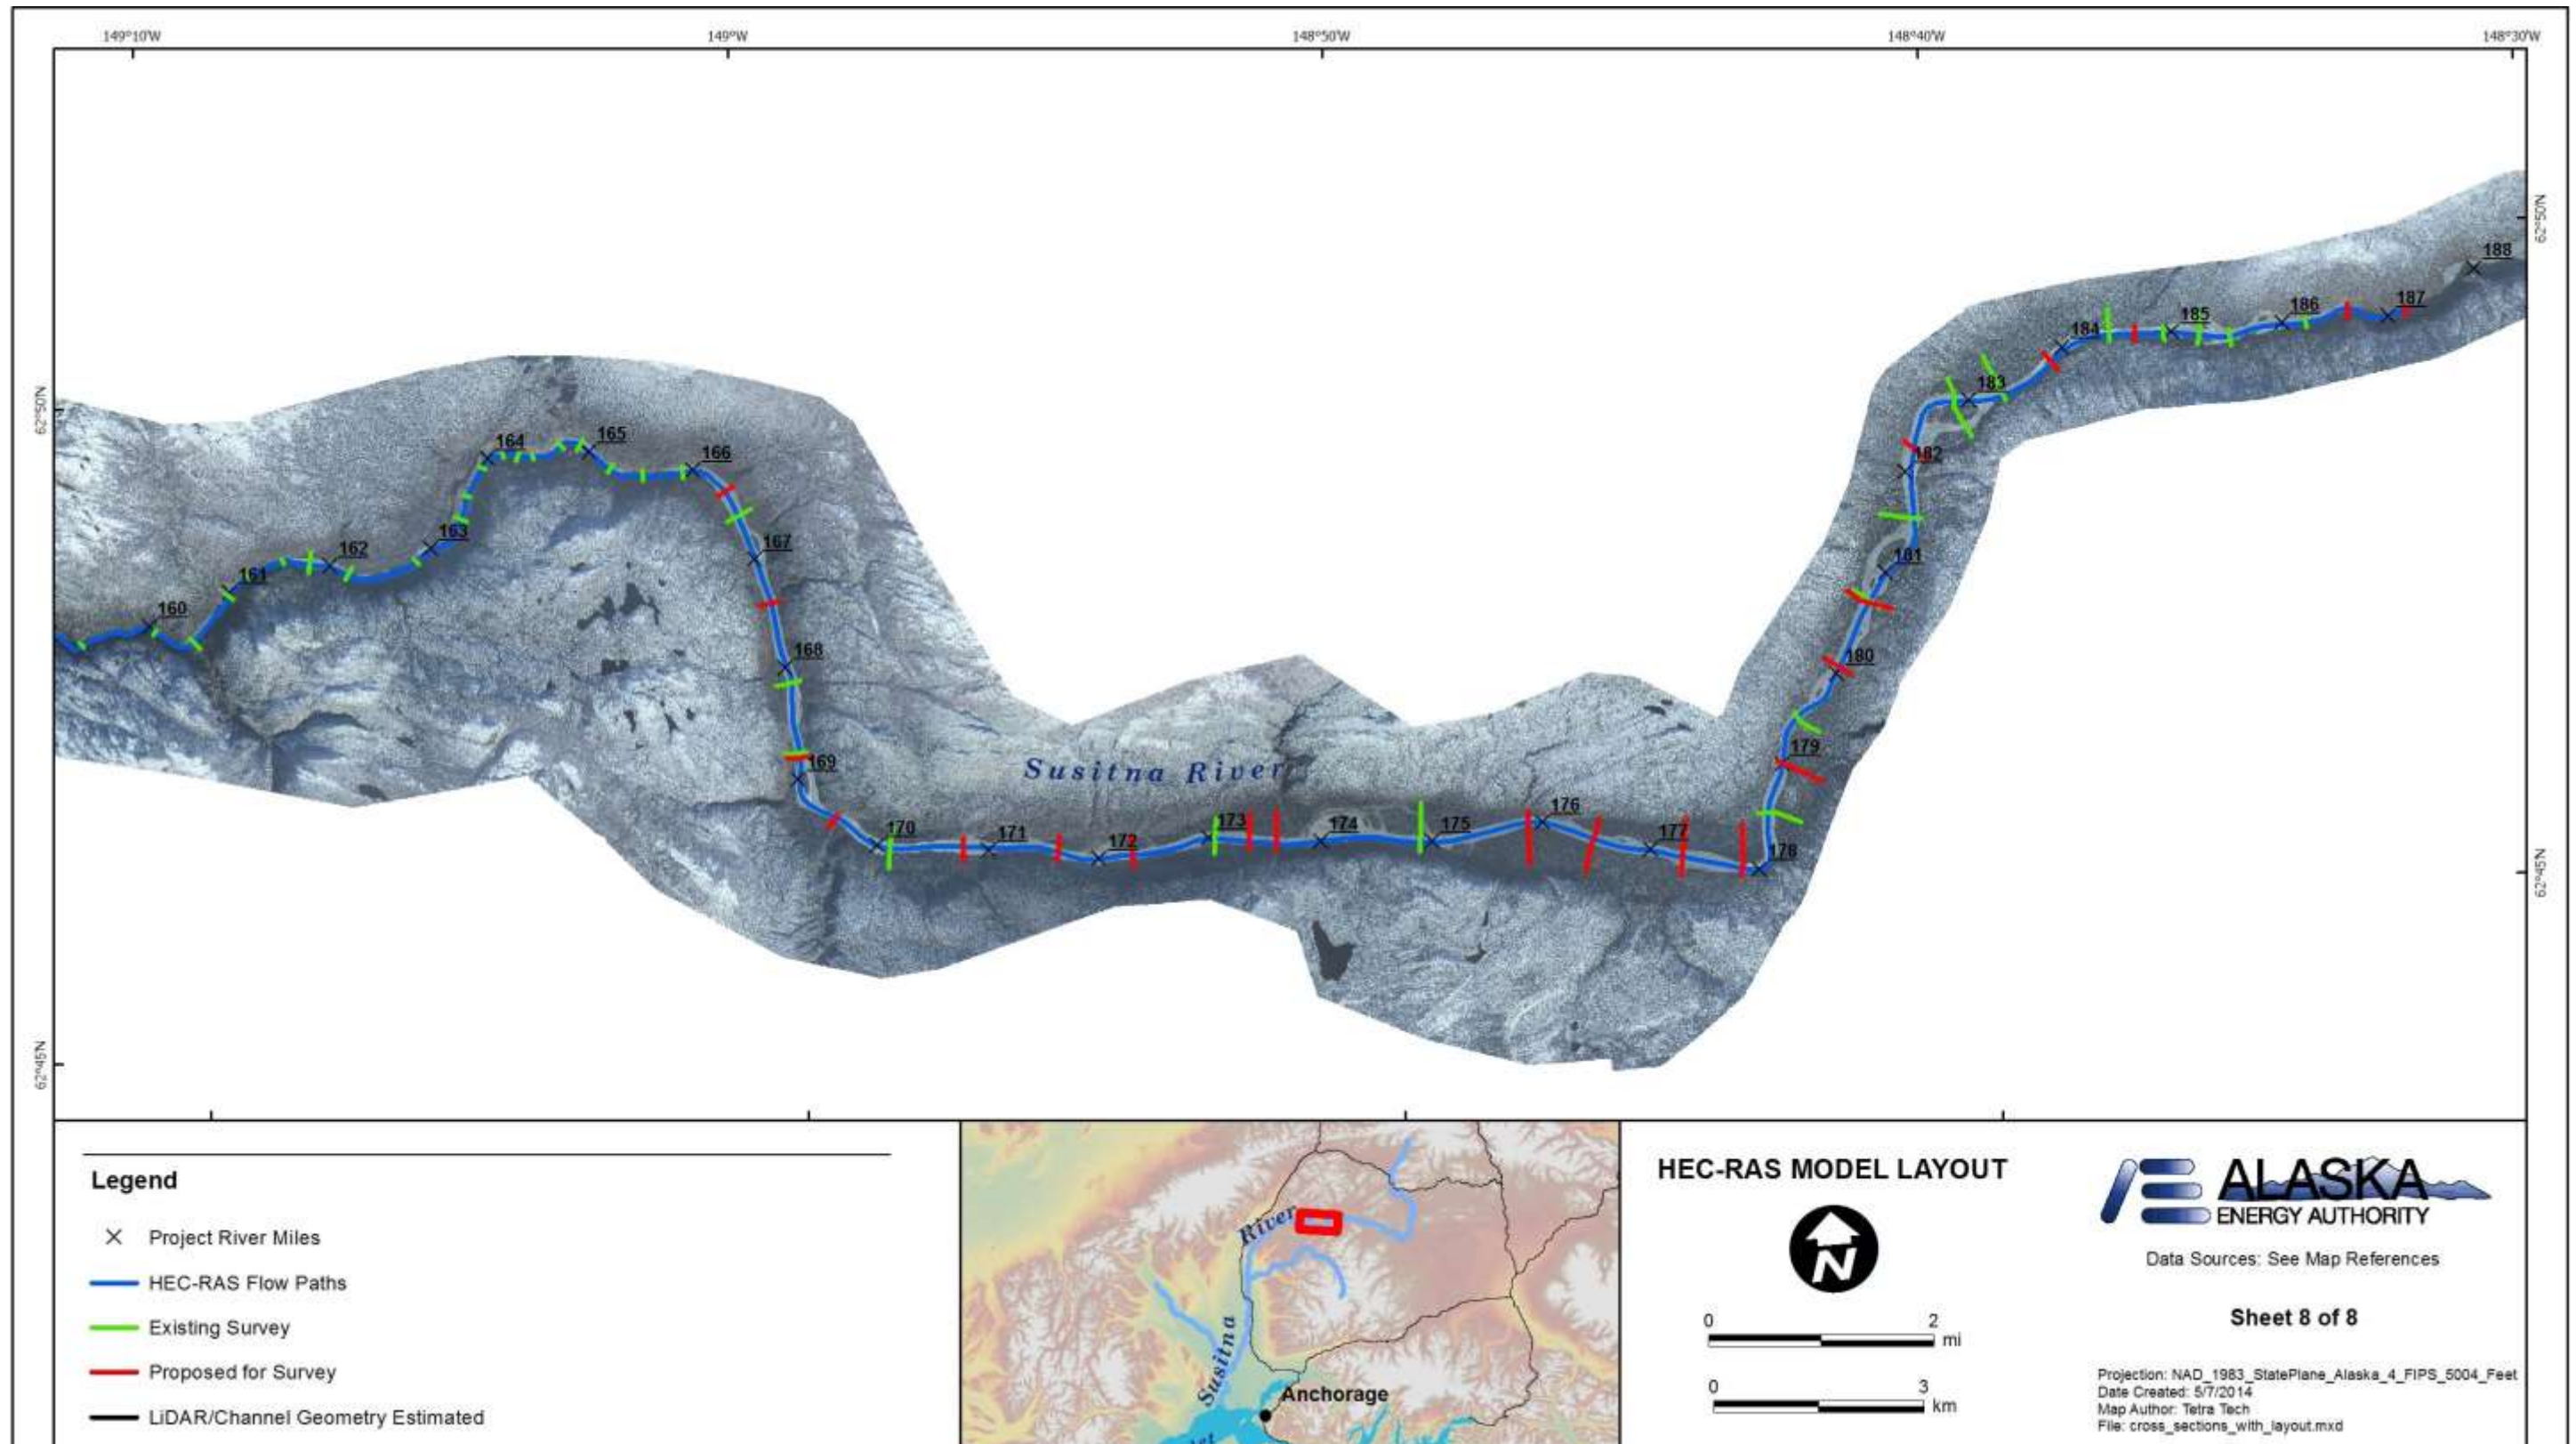 149°10'W 149°W 148°50'W 148°40'W 148°30'W
62°50'N
62°50'N
62°45'N
62°45'N
160
161
162
163
164
165
166
167
168
169
170
171
172
173
174
175
176
177
178
179
180
181
182
183
184
185
186
187
188
Susitna River
Legend
Project River Miles
HEC-RAS Flow Paths
Existing Survey
Proposed for Survey
LiDAR/Channel Geometry Estimated
River
Susitna
Anchorage
HEC-RAS MODEL LAYOUT
N
0 2
mi
0 3
km
ALASKA
ENERGY AUTHORITY
Data Sources: See Map References
Sheet 8 of 8
Projection: NAD_1983_StatePlane_Alaska_4_FIPS_5004_Feet
Date Created: 5/7/2014
Map Author: Tetra Tech
File: cross_sections_with_layout.mxd